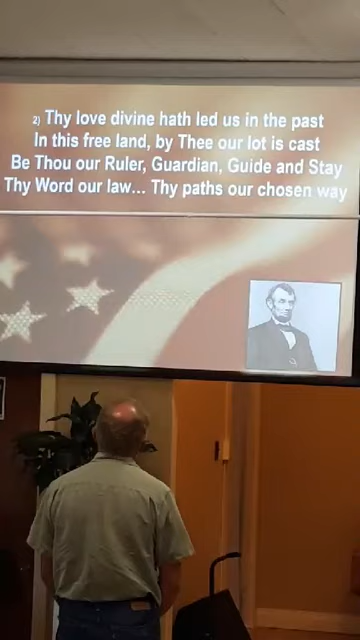 2) Thy love divine hath led us in the past
In this free land, by Thee our lot is cast
Be Thou our Ruler, Guardian, Guide and Stay
Thy Word our law... Thy paths our chosen way